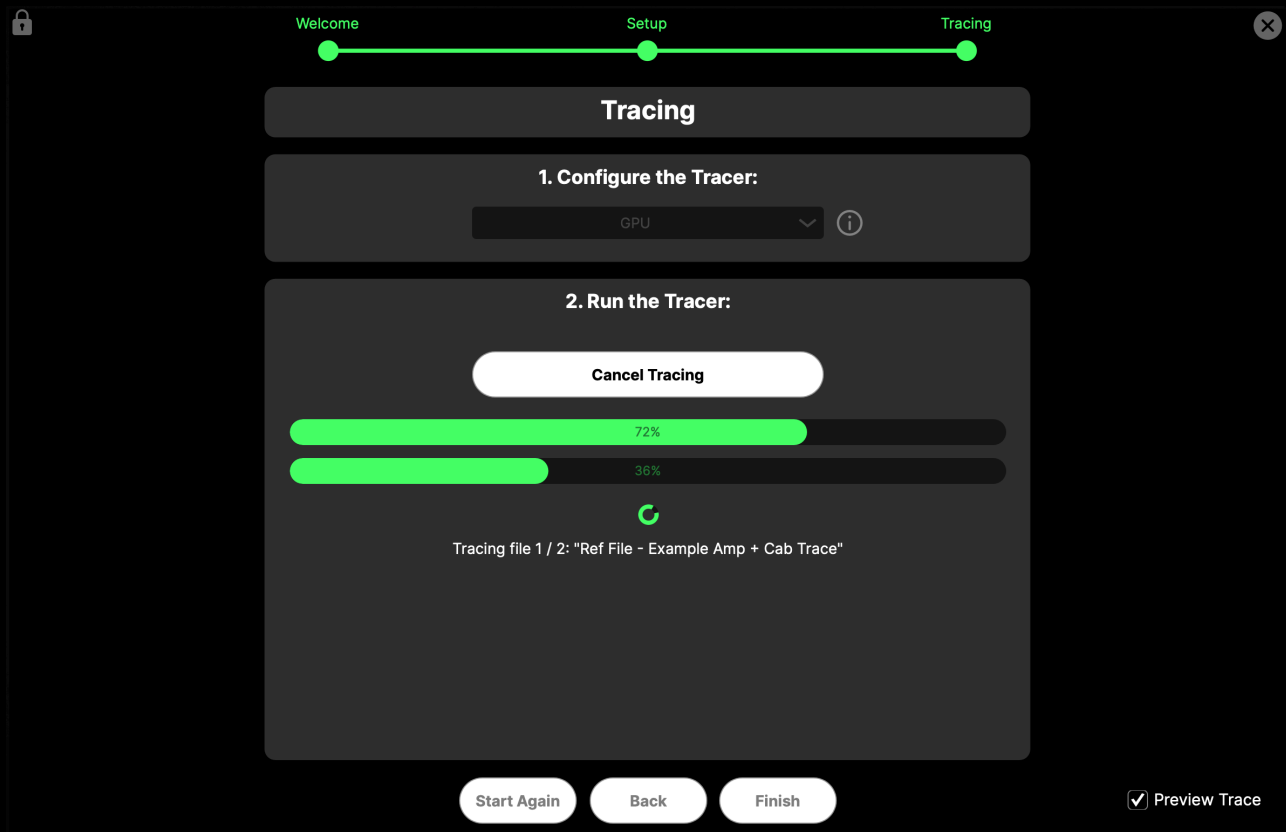 Welcome
Setup
Tracing
Tracing
1. Configure the Tracer:
GPU
2. Run the Tracer:
Cancel Tracing
72%
36%
Tracing file 1 / 2: "Ref File - Example Amp + Cab Trace"
Start Again
Back
Finish
Preview Trace